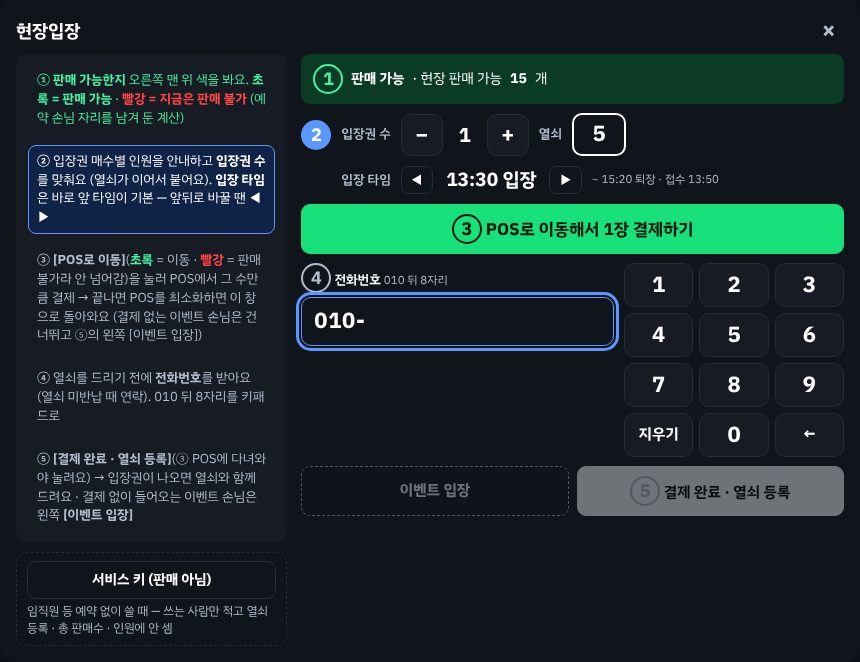 현장입장
×
① 판매 가능한지 오른쪽 맨 위 색을 봐요. 초
록 = 판매 가능 · 빨강 = 지금은 판매 불가 (예
약 손님 자리를 남겨 둔 계산)
② 입장권 매수별 인원을 안내하고 입장권 수
를 맞춰요 (열쇠가 이어서 붙어요). 입장 타임
은 바로 앞 타임이 기본 — 앞뒤로 바꿀 땐 ◀
▶
③ [POS로 이동](초록 = 이동 · 빨강 = 판매
불가라 안 넘어감)을 눌러 POS에서 그 수만
큼 결제 → 끝나면 POS를 최소화하면 이 창
으로 돌아와요 (결제 없는 이벤트 손님은 건
너뛰고 ⑤의 왼쪽 [이벤트 입장])
④ 열쇠를 드리기 전에 전화번호를 받아요
(열쇠 미반납 때 연락). 010 뒤 8자리를 키패
드로
⑤ [결제 완료 · 열쇠 등록](③ POS에 다녀와
야 눌려요) → 입장권이 나오면 열쇠와 함께
드려요 · 결제 없이 들어오는 이벤트 손님은
왼쪽 [이벤트 입장]
서비스 키 (판매 아님)
임직원 등 예약 없이 쓸 때 — 쓰는 사람만 적고 열쇠
등록 · 총 판매수 · 인원에 안 셈
1 판매 가능 · 현장 판매 가능 15 개
2 입장권 수 − 1 + 열쇠 5
입장 타임 ◀ 13:30 입장 ▶ ~ 15:20 퇴장 · 접수 13:50
3 POS로 이동해서 1장 결제하기
4 전화번호 010 뒤 8자리
010-
1 2 3
4 5 6
7 8 9
지우기 0 ←
이벤트 입장
5 결제 완료 · 열쇠 등록